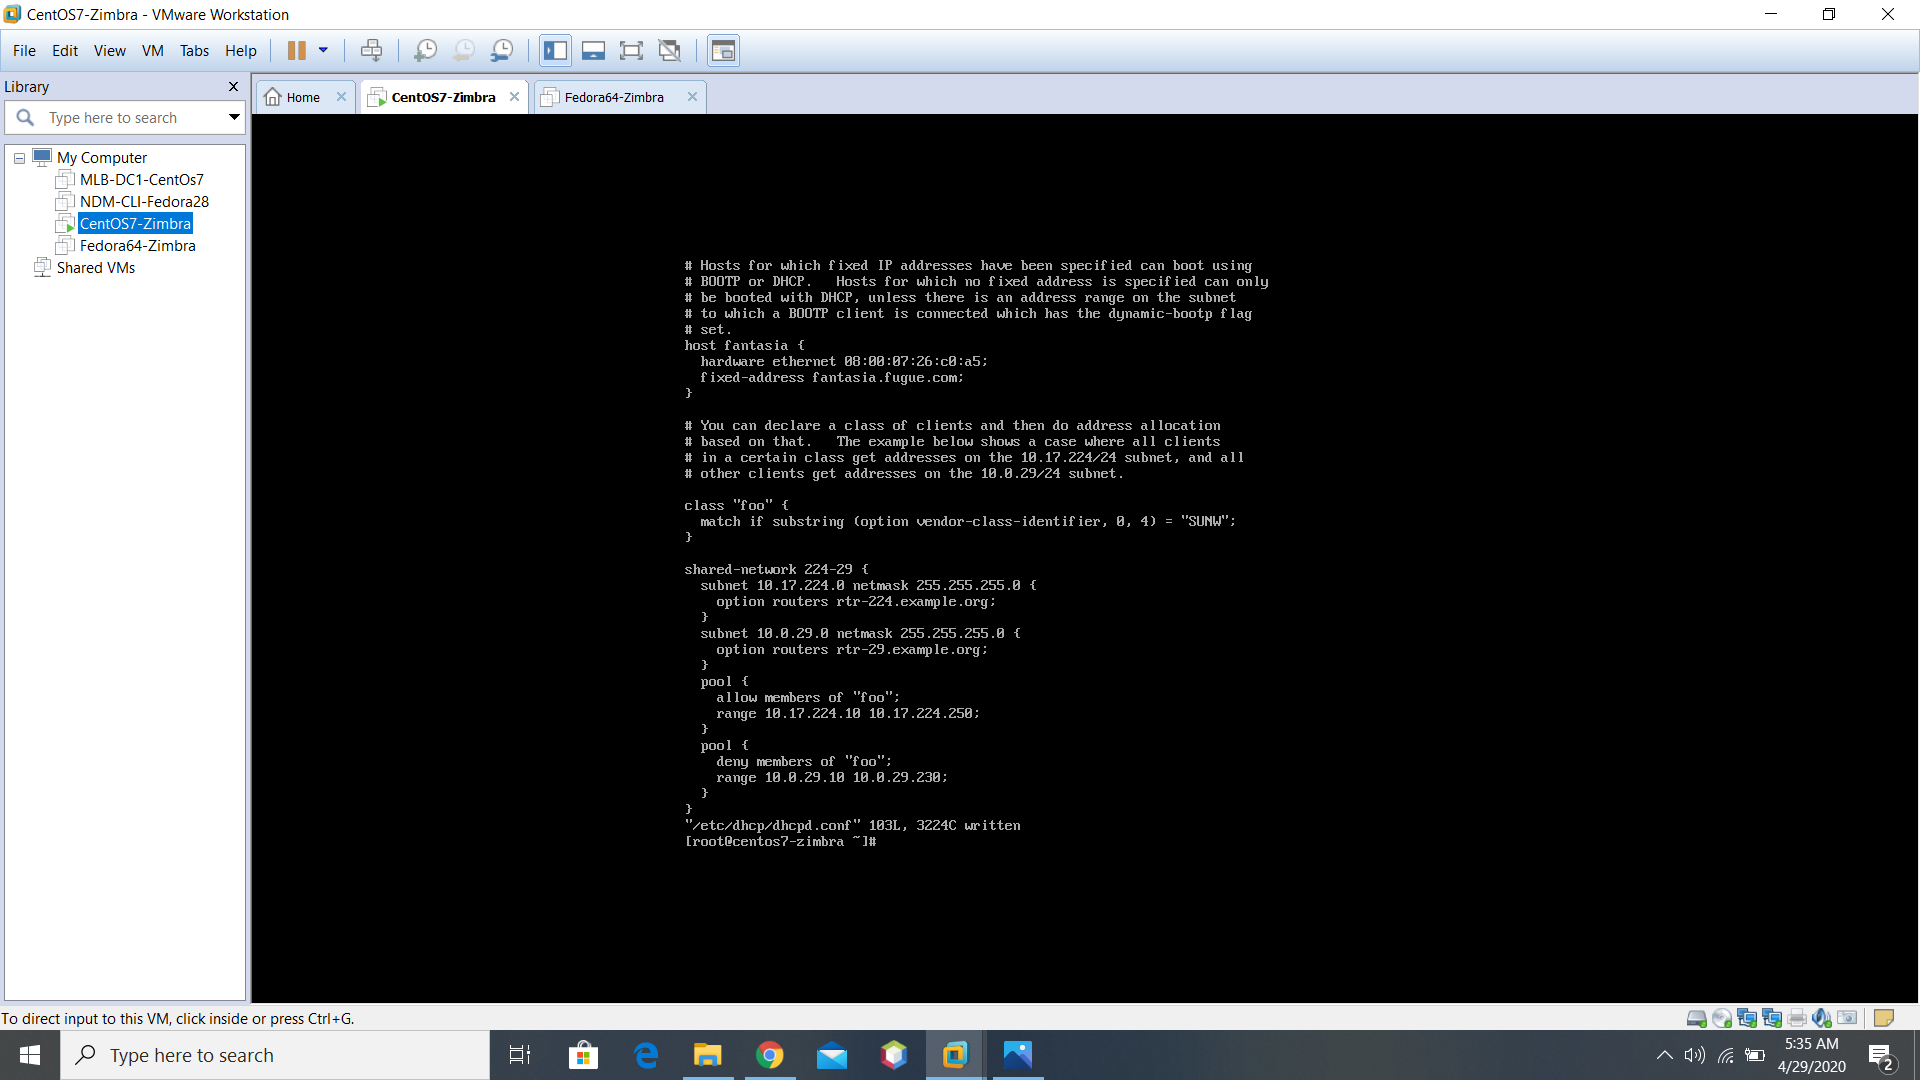 CentOS7-Zimbra - VMware Workstation
File Edit View VM Tabs Help
Library
Type here to search
My Computer
MLB-DC1-CentOs7
NDM-CLI-Fedora28
CentOS7-Zimbra
Fedora64-Zimbra
Shared VMs
Home CentOS7-Zimbra Fedora64-Zimbra
# Hosts for which fixed IP addresses have been specified can boot using
# BOOTP or DHCP.   Hosts for which no fixed address is specified can only
# be booted with DHCP, unless there is an address range on the subnet
# to which a BOOTP client is connected which has the dynamic-bootp flag
# set.
host fantasia {
  hardware ethernet 08:00:07:26:c0:a5;
  fixed-address fantasia.fugue.com;
}
# You can declare a class of clients and then do address allocation
# based on that.   The example below shows a case where all clients
# in a certain class get addresses on the 10.17.224/24 subnet, and all
# other clients get addresses on the 10.0.29/24 subnet.
class "foo" {
  match if substring (option vendor-class-identifier, 0, 4) = "SUNW";
}
shared-network 224-29 {
  subnet 10.17.224.0 netmask 255.255.255.0 {
    option routers rtr-224.example.org;
  }
  subnet 10.0.29.0 netmask 255.255.255.0 {
    option routers rtr-29.example.org;
  }
  pool {
    allow members of "foo";
    range 10.17.224.10 10.17.224.250;
  }
  pool {
    deny members of "foo";
    range 10.0.29.10 10.0.29.230;
  }
}
"/etc/dhcp/dhcpd.conf" 103L, 3224C written
[root@centos7-zimbra ~]#
To direct input to this VM, click inside or press Ctrl+G.
Type here to search
5:35 AM
4/29/2020
2